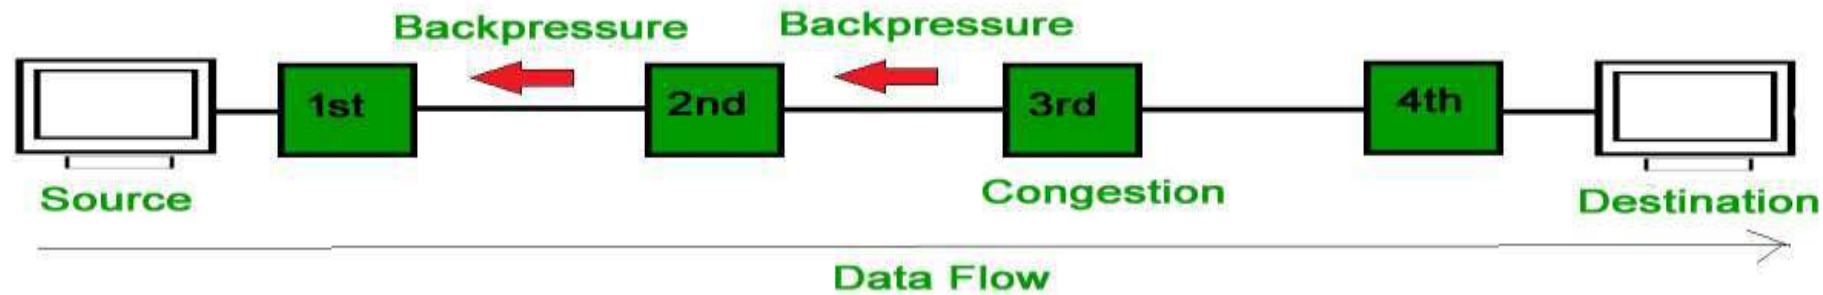 Backpressure
Backpressure
1st
2nd
3rd
4th
Source
Congestion
Destination
Data Flow